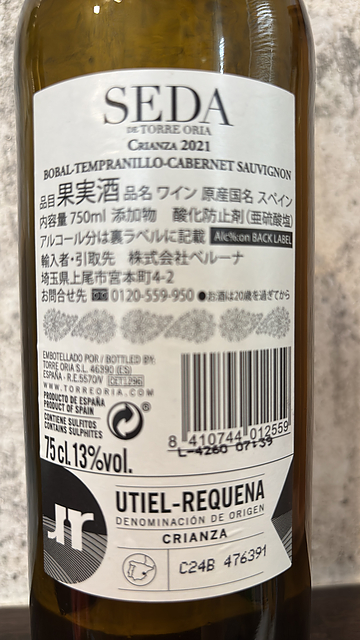 SEDA
DE TORRE ORIA
CRIANZA 2021
BOBAL·TEMPRANILLO·CABERNET SAUVIGNON
品目 果実酒 品名 ワイン 原産国名 スペイン
内容量 750ml 添加物 酸化防止剤(亜硫酸塩)
アルコール分は裏ラベルに記載 Alc%:on BACK LABEL
輸入者・引取先 株式会社ベルーナ
埼玉県上尾市宮本町4-2
お問合せ先 0120-559-950 ●お酒は20歳を過ぎてから
EMBOTELLADO POR / BOTTLED BY:
TORRE ORIA S.L. 46390 (ES)
ESPAÑA - R.E.5570/V CET1296
WWW.TORREORIA.COM
PRODUCTO DE ESPAÑA
PRODUCT OF SPAIN
CONTIENE SULFITOS
CONTAINS SULPHITES
®
75 cl. 13%vol.
8 410744 012559
L-4260 07:39
UTIEL-REQUENA
DENOMINACIÓN DE ORIGEN
CRIANZA
C24B 476391